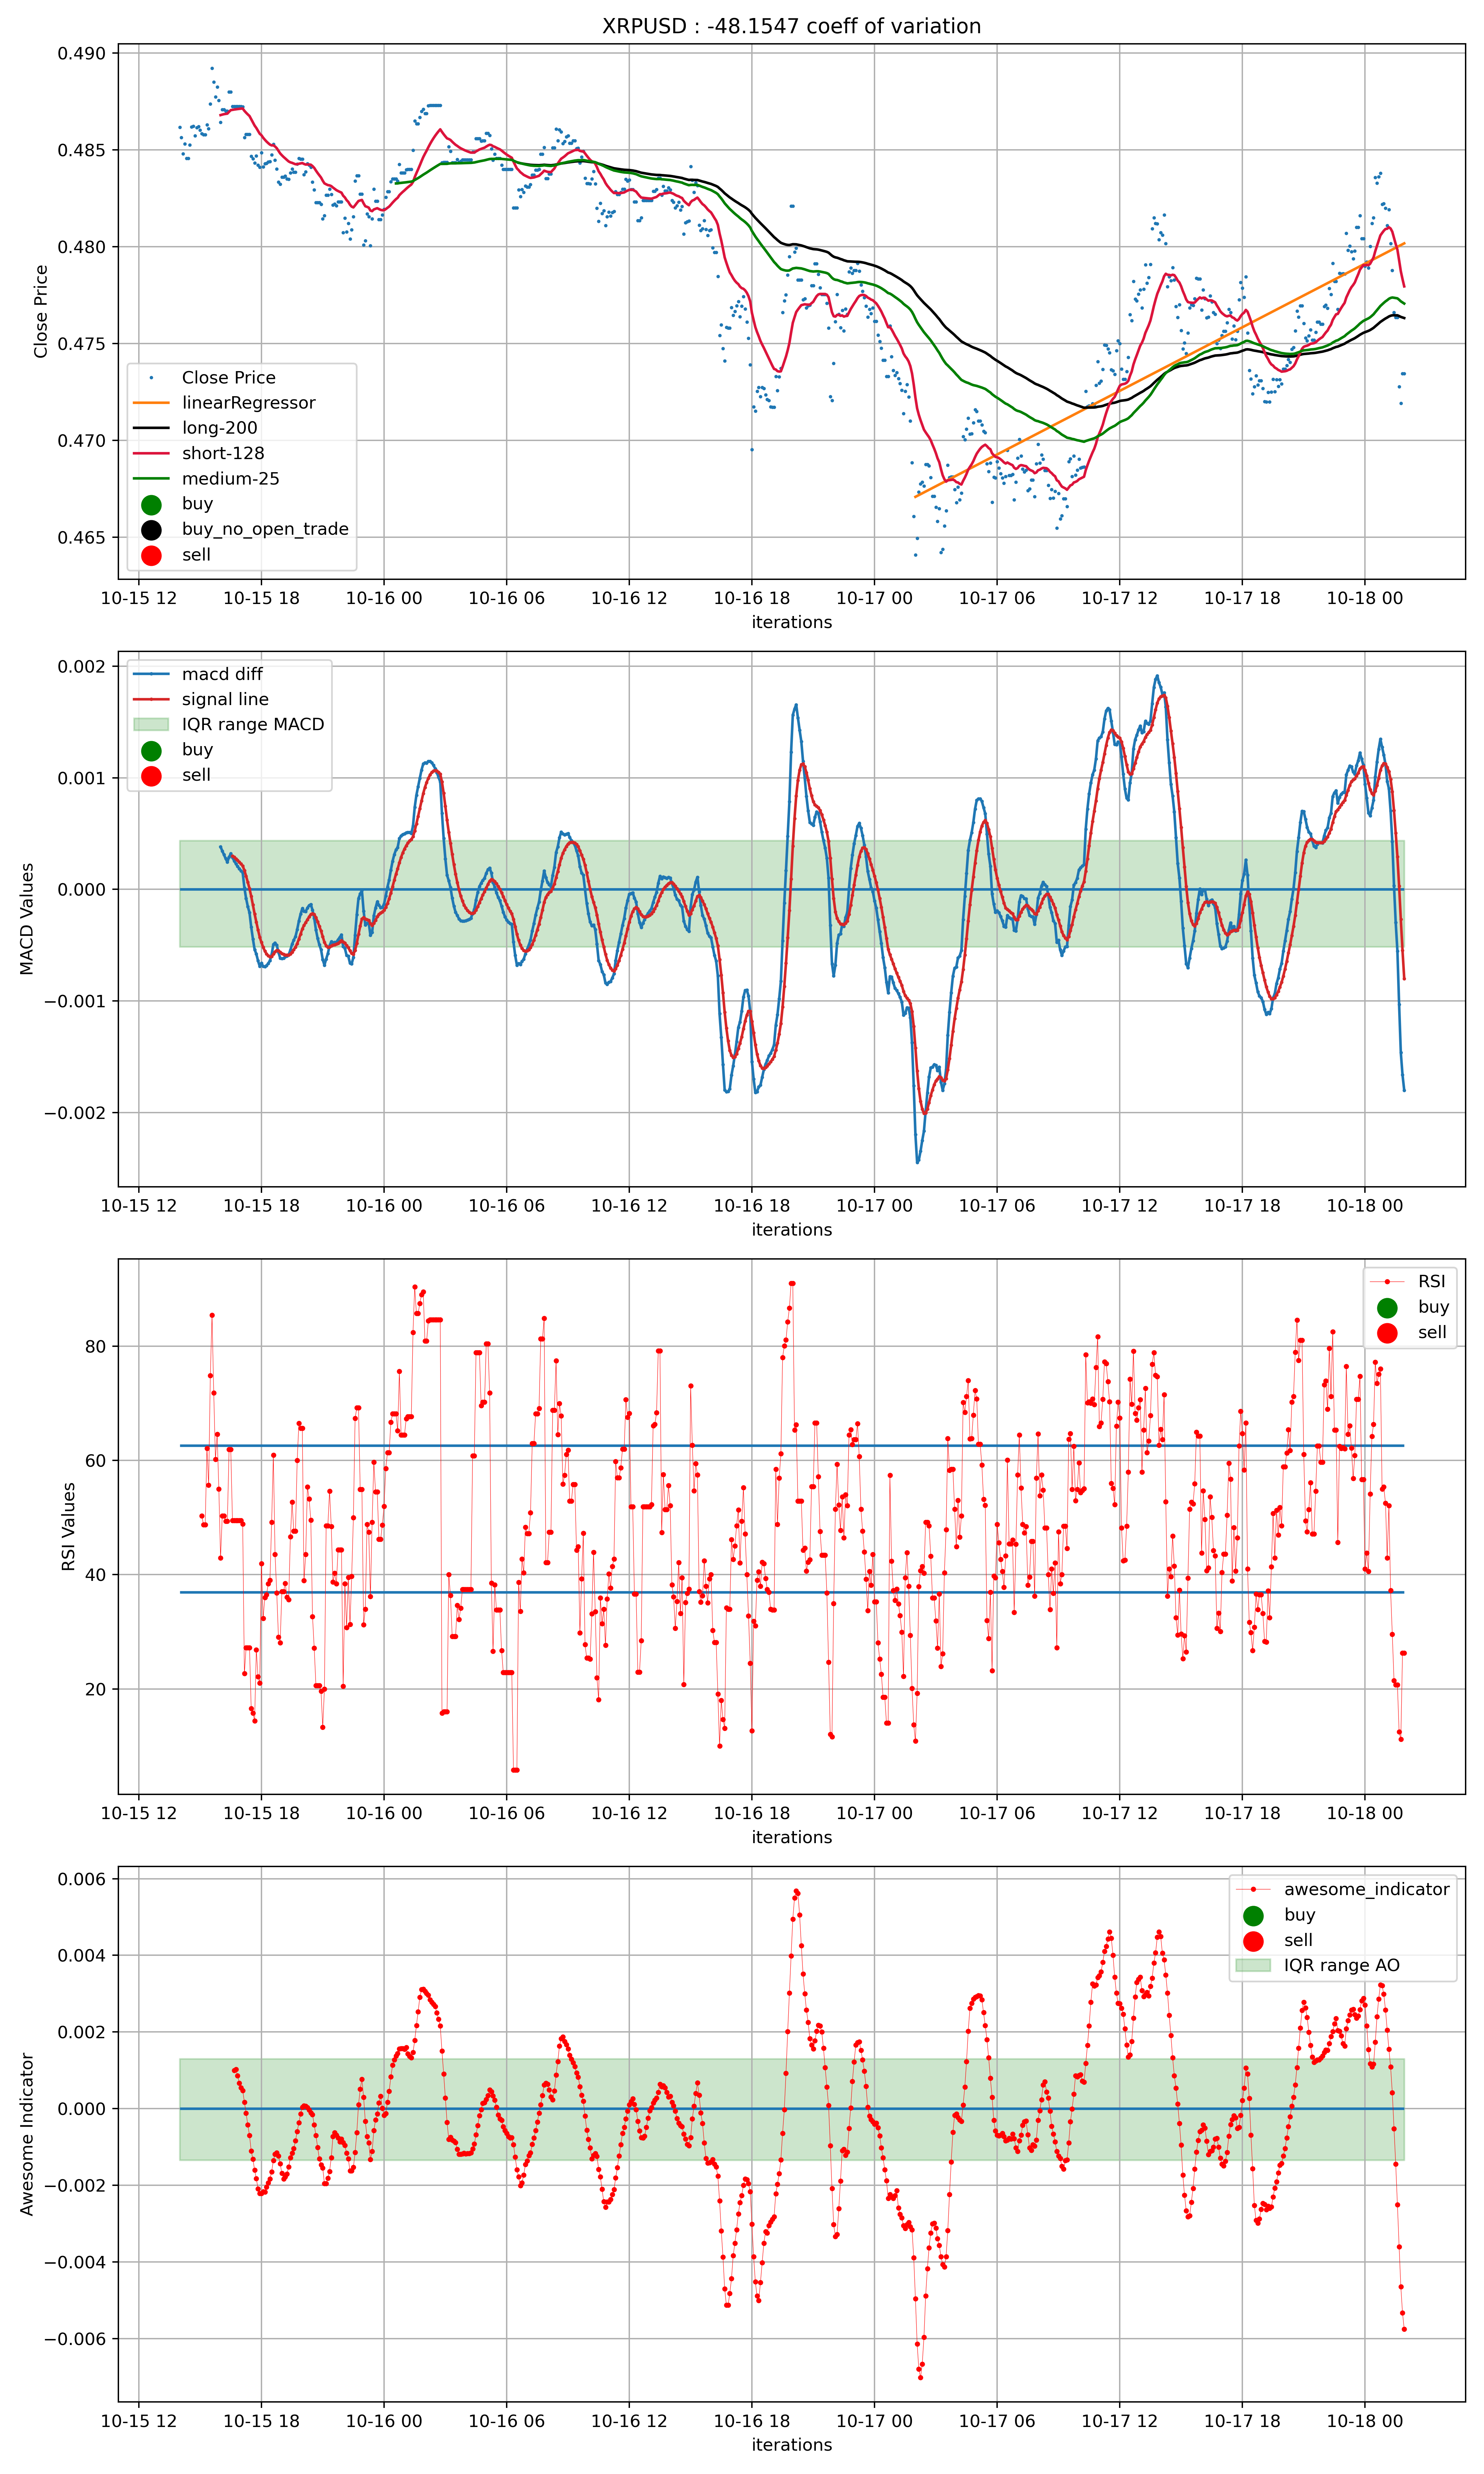 XRPUSD : -48.1547 coeff of variation
0.490
0.485
0.480
0.475
0.470
0.465
Close Price
Close Price
linearRegressor
long-200
short-128
medium-25
buy
buy_no_open_trade
sell
10-15 12 10-15 18 10-16 00 10-16 06 10-16 12 10-16 18 10-17 00 10-17 06 10-17 12 10-17 18 10-18 00
iterations
0.002
0.001
0.000
−0.001
−0.002
MACD Values
macd diff
signal line
IQR range MACD
buy
sell
10-15 12 10-15 18 10-16 00 10-16 06 10-16 12 10-16 18 10-17 00 10-17 06 10-17 12 10-17 18 10-18 00
iterations
80
60
40
20
RSI Values
RSI
buy
sell
10-15 12 10-15 18 10-16 00 10-16 06 10-16 12 10-16 18 10-17 00 10-17 06 10-17 12 10-17 18 10-18 00
iterations
0.006
0.004
0.002
0.000
−0.002
−0.004
−0.006
Awesome Indicator
awesome_indicator
buy
sell
IQR range AO
10-15 12 10-15 18 10-16 00 10-16 06 10-16 12 10-16 18 10-17 00 10-17 06 10-17 12 10-17 18 10-18 00
iterations